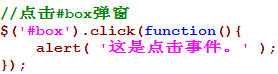 //点击#box弹窗
$('#box').click(function(){
    alert( '这是点击事件。' );
});